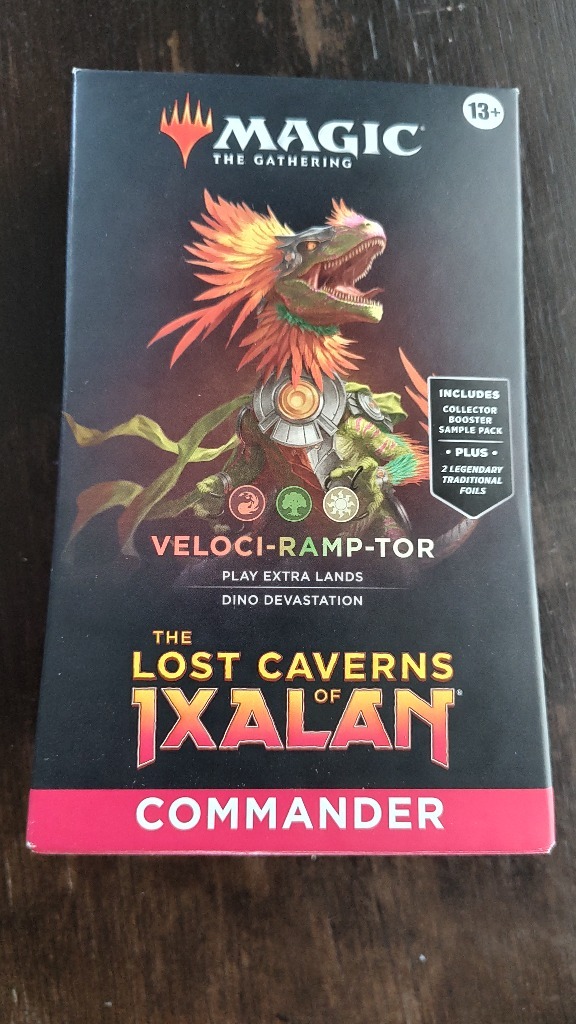 13+
MAGIC
THE GATHERING
INCLUDES
COLLECTOR
BOOSTER
SAMPLE PACK
• PLUS •
2 LEGENDARY
TRADITIONAL
FOILS
VELOCI-RAMP-TOR
PLAY EXTRA LANDS
DINO DEVASTATION
THE
LOST CAVERNS
OF
IXALAN®
COMMANDER